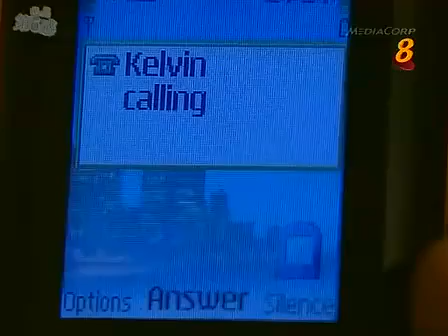 MEDIACORP
8
Kelvin
calling
Options Answer Silence